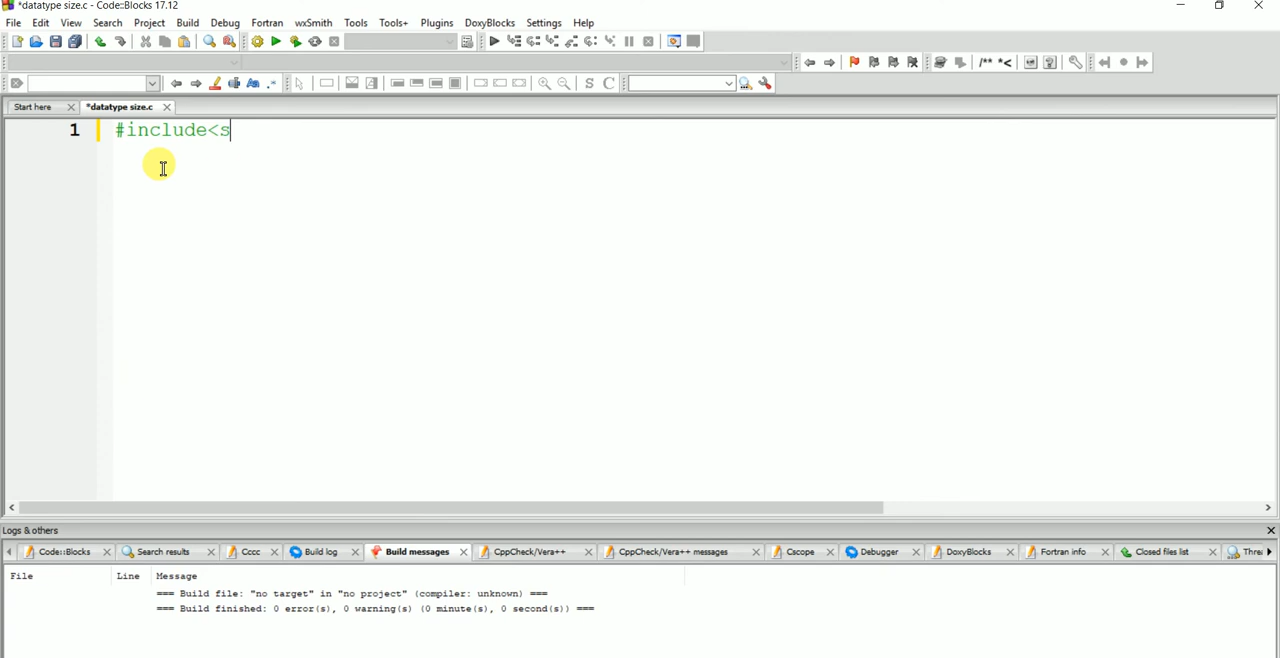 *datatype size.c - Code::Blocks 17.12
File Edit View Search Project Build Debug Fortran wxSmith Tools Tools+ Plugins DoxyBlocks Settings Help
/** *<
S C
Start here *datatype size.c
1 #include<s
Logs & others
Code::Blocks Search results Cccc Build log Build messages CppCheck/Vera++ CppCheck/Vera++ messages Cscope Debugger DoxyBlocks Fortran info Closed files list Threa
File Line Message
=== Build file: "no target" in "no project" (compiler: unknown) ===
=== Build finished: 0 error(s), 0 warning(s) (0 minute(s), 0 second(s)) ===